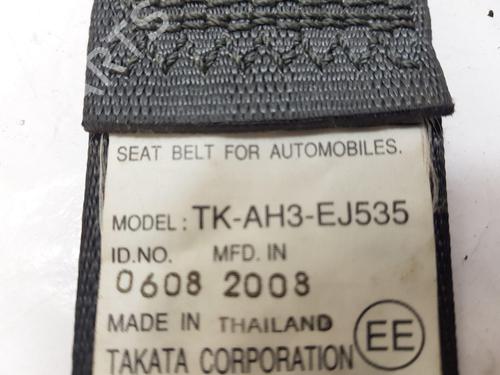 SEAT BELT FOR AUTOMOBILES.
MODEL: TK-AH3-EJ535
ID.NO. MFD. IN
0608 2008
MADE IN THAILAND
EE
TAKATA CORPORATION